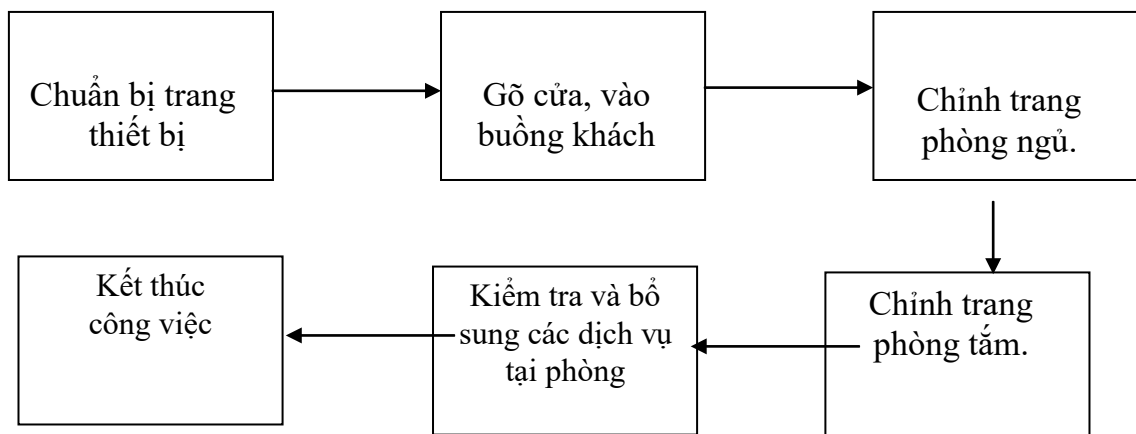 Chuẩn bị trang
thiết bị
Gõ cửa, vào
buồng khách
Chỉnh trang
phòng ngủ.
Chỉnh trang
phòng tắm.
Kiểm tra và bổ
sung các dịch vụ
tại phòng
Kết thúc
công việc